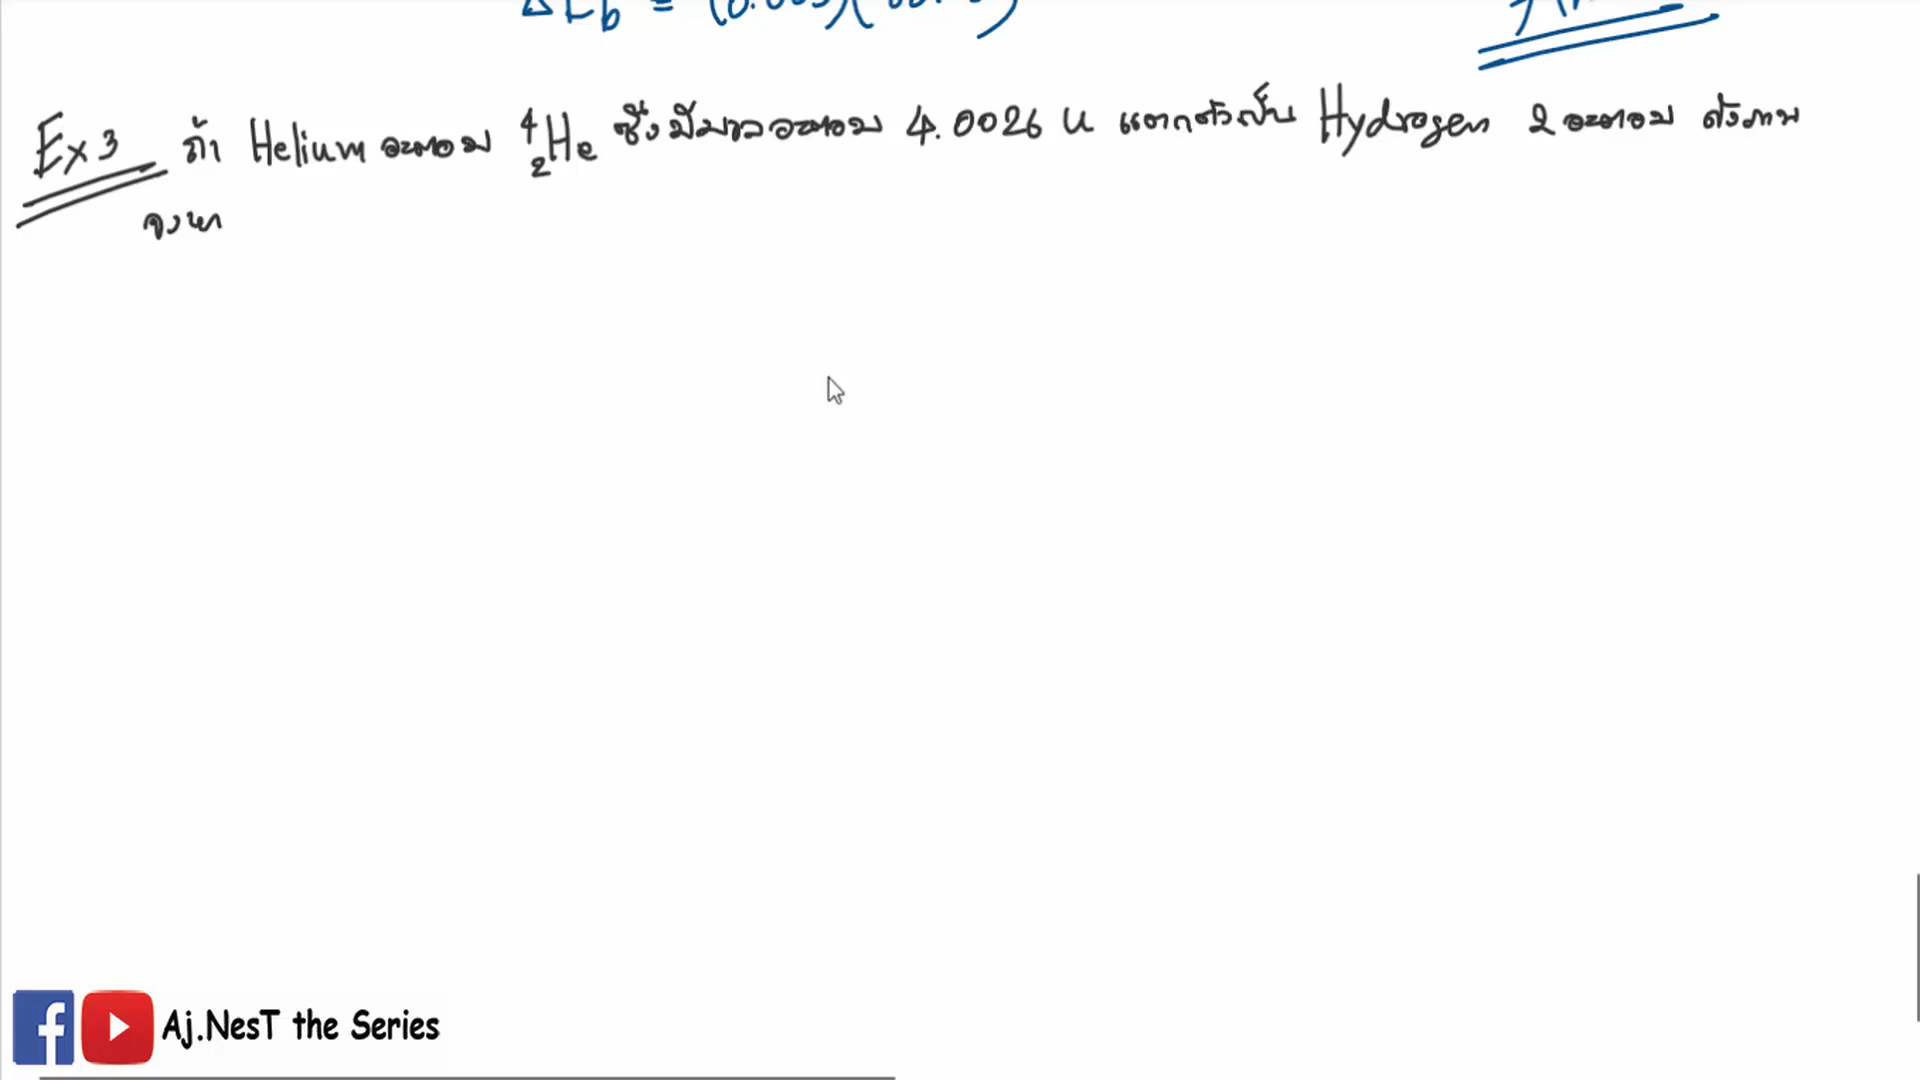 Ex 3 ถ้า Helium อะตอม ⁴₂He ซึ่งมีมวลอะตอม 4.0026 u แตกตัวเป็น Hydrogen 2 อะตอม ดังภาพ
จงหา
Aj.NesT the Series